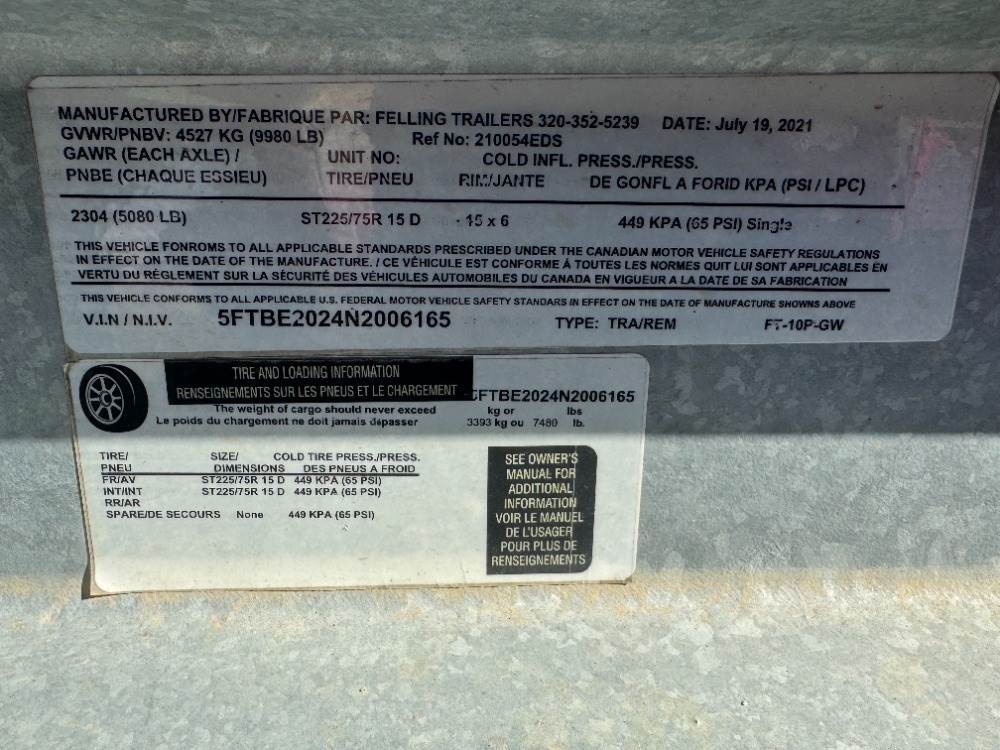 MANUFACTURED BY/FABRIQUE PAR: FELLING TRAILERS 320-352-5239 DATE: July 19, 2021
GVWR/PNBV: 4527 KG (9980 LB) Ref No: 210054EDS
GAWR (EACH AXLE) / UNIT NO: COLD INFL. PRESS./PRESS.
PNBE (CHAQUE ESSIEU) TIRE/PNEU RIM/JANTE DE GONFL A FORID KPA (PSI / LPC)
2304 (5080 LB) ST225/75R 15 D 15 x 6 449 KPA (65 PSI) Single
THIS VEHICLE FONROMS TO ALL APPLICABLE STANDARDS PRESCRIBED UNDER THE CANADIAN MOTOR VEHICLE SAFETY REGULATIONS
IN EFFECT ON THE DATE OF THE MANUFACTURE. / CE VÉHICULE EST CONFORME À TOUTES LES NORMES QUIT LUI SONT APPLICABLES EN
VERTU DU RÉGLEMENT SUR LA SÉCURITÉ DES VÉHICULES AUTOMOBILES DU CANADA EN VIGUEUR A LA DATE DE SA FABRICATION
THIS VEHICLE CONFORMS TO ALL APPLICABLE U.S. FEDERAL MOTOR VEHICLE SAFETY STANDARS IN EFFECT ON THE DATE OF MANUFACTURE SHOWNS ABOVE
V.I.N / N.I.V. 5FTBE2024N2006165 TYPE: TRA/REM FT-10P-GW
TIRE AND LOADING INFORMATION
RENSEIGNEMENTS SUR LES PNEUS ET LE CHARGEMENT 5FTBE2024N2006165
The weight of cargo should never exceed kg or lbs
Le poids du chargement ne doit jamais dépasser 3393 kg ou 7480 lb.
TIRE/ SIZE/ COLD TIRE PRESS./PRESS.
PNEU DIMENSIONS DES PNEUS A FROID
FR/AV ST225/75R 15 D 449 KPA (65 PSI)
INT/INT ST225/75R 15 D 449 KPA (65 PSI)
RR/AR
SPARE/DE SECOURS None 449 KPA (65 PSI)
SEE OWNER'S
MANUAL FOR
ADDITIONAL
INFORMATION
VOIR LE MANUEL
DE L'USAGER
POUR PLUS DE
RENSEIGNEMENTS